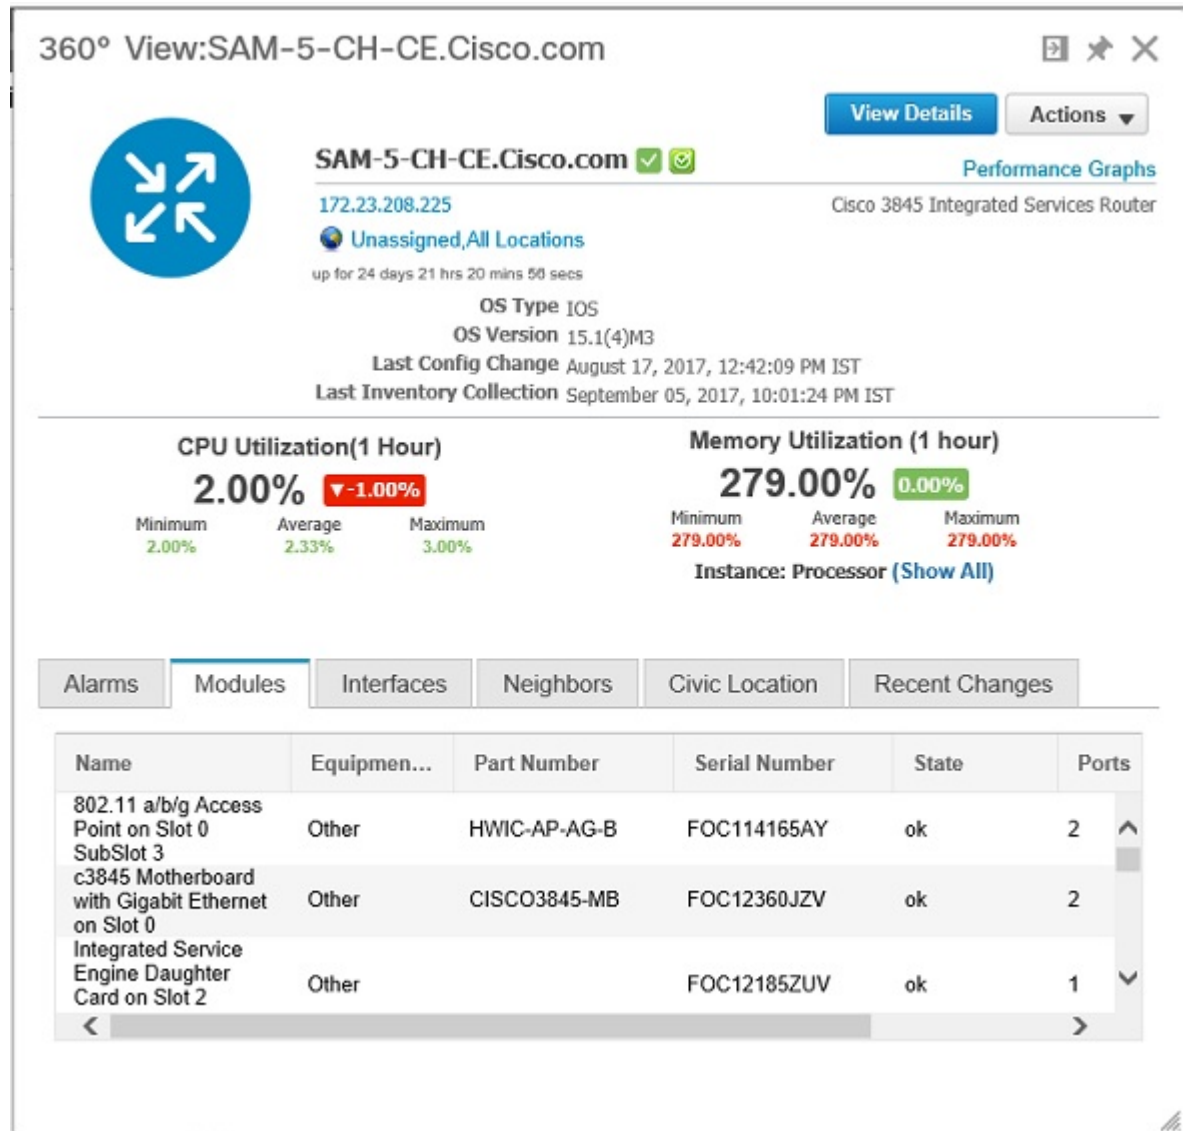 360° View:SAM-5-CH-CE.Cisco.com
View Details
Actions
SAM-5-CH-CE.Cisco.com
Performance Graphs
172.23.208.225
Cisco 3845 Integrated Services Router
Unassigned,All Locations
up for 24 days 21 hrs 20 mins 56 secs
OS Type IOS
OS Version 15.1(4)M3
Last Config Change August 17, 2017, 12:42:09 PM IST
Last Inventory Collection September 05, 2017, 10:01:24 PM IST
CPU Utilization(1 Hour)
2.00% ▼-1.00%
Minimum Average Maximum
2.00% 2.33% 3.00%
Memory Utilization (1 hour)
279.00% 0.00%
Minimum Average Maximum
279.00% 279.00% 279.00%
Instance: Processor (Show All)
Alarms Modules Interfaces Neighbors Civic Location Recent Changes
Name Equipmen... Part Number Serial Number State Ports
802.11 a/b/g Access
Point on Slot 0 Other HWIC-AP-AG-B FOC114165AY ok 2
SubSlot 3
c3845 Motherboard
with Gigabit Ethernet Other CISCO3845-MB FOC12360JZV ok 2
on Slot 0
Integrated Service
Engine Daughter
Card on Slot 2 Other FOC12185ZUV ok 1